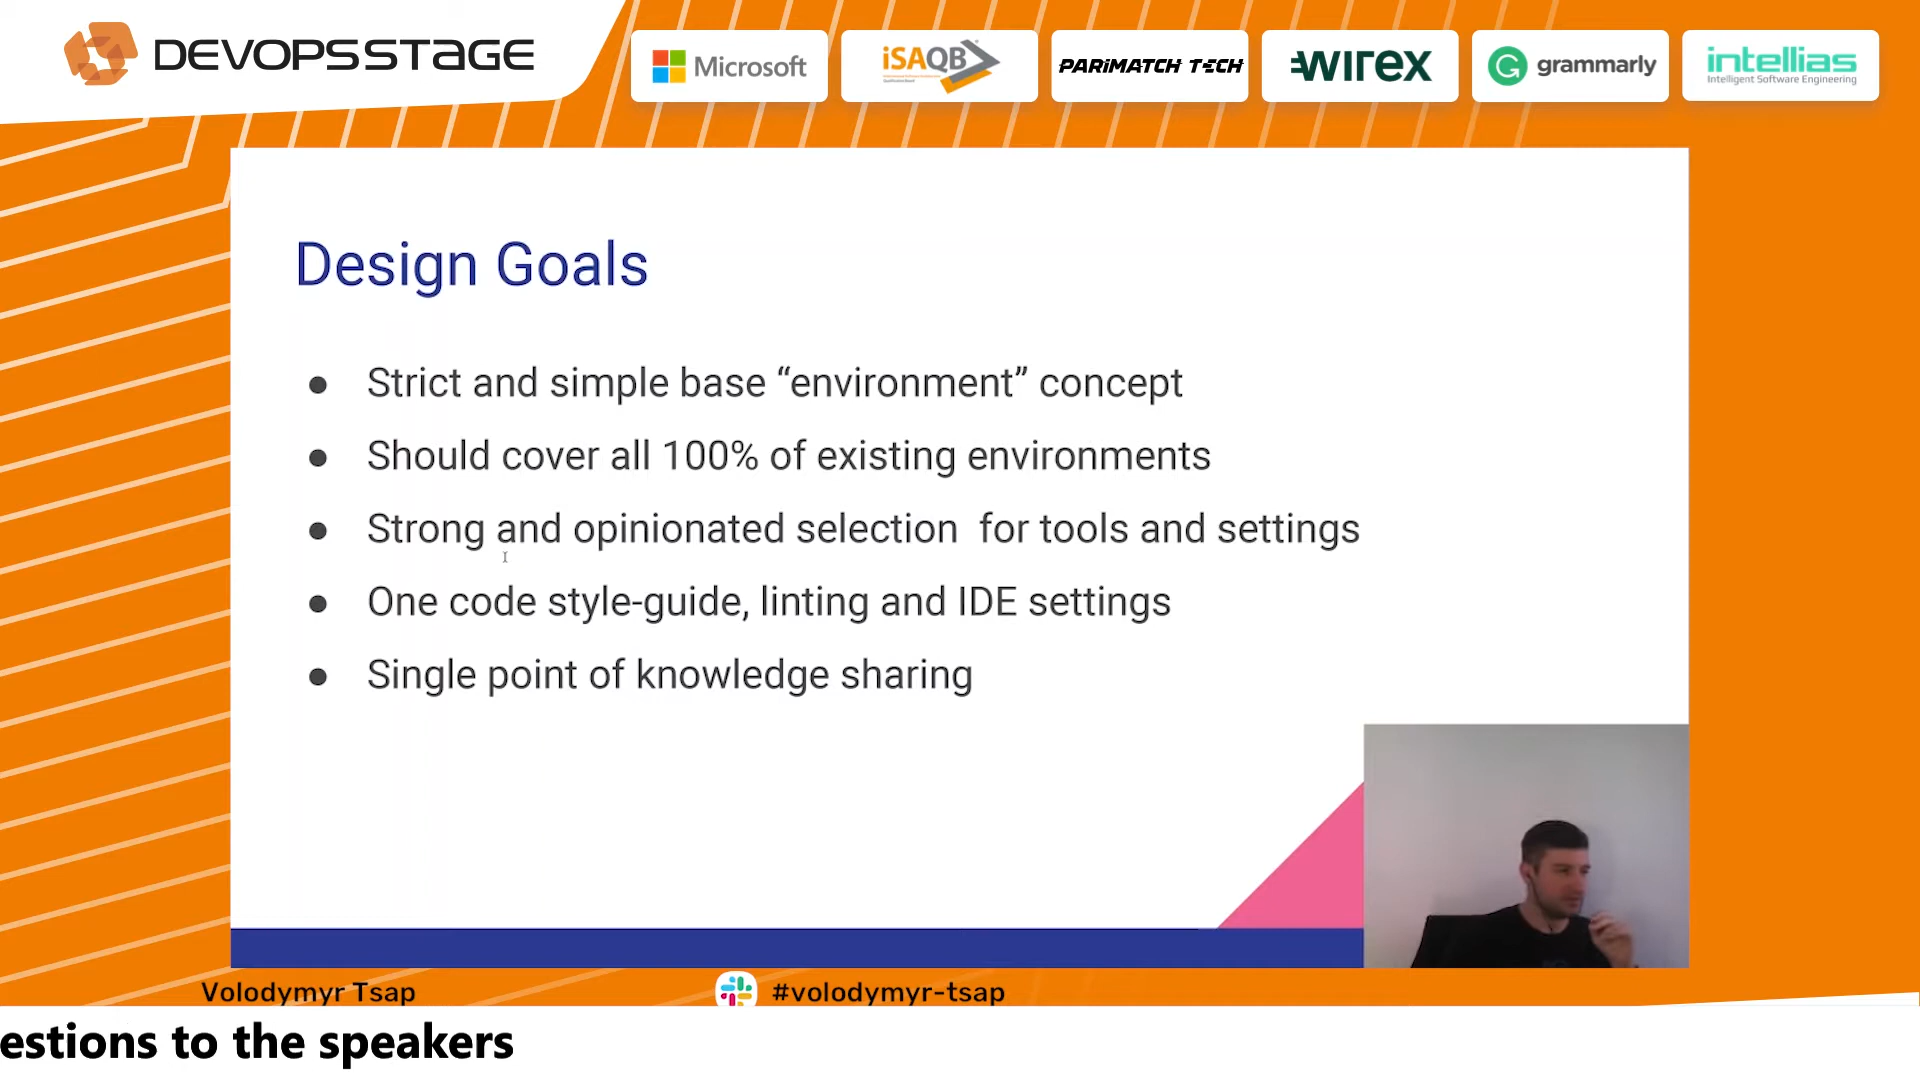 DEVOPSSTAGE
Microsoft
iSAQB
PARIMATCH TECH
wirex
grammarly
intellias
Intelligent Software Engineering
Design Goals
● Strict and simple base “environment” concept
● Should cover all 100% of existing environments
● Strong and opinionated selection for tools and settings
● One code style-guide, linting and IDE settings
● Single point of knowledge sharing
Volodymyr Tsap
#volodymyr-tsap
estions to the speakers